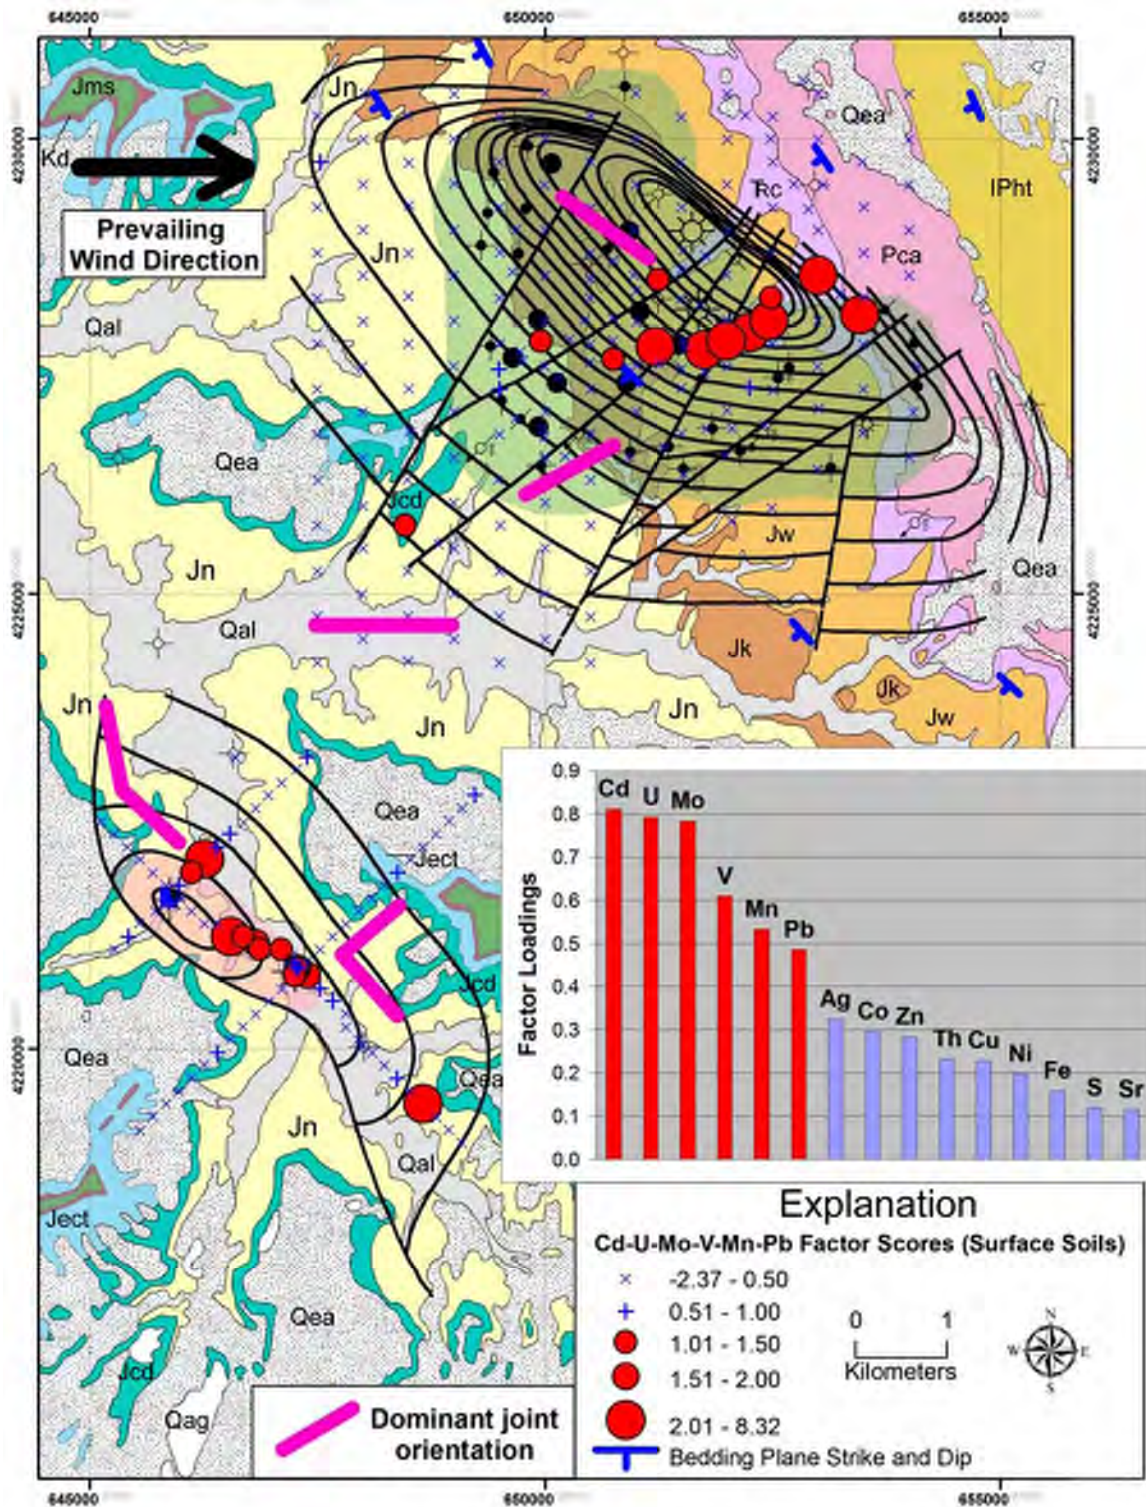 645000 650000 655000
Jms
Jn
Qea
4230000
4230000
Kd
Ƭc
IPht
Prevailing
Wind Direction
Jn
Pca
Qal
Qea
Jcd
Jw
Jn
Qea
4225000
4225000
Qal
Jk
Jn
Jn
Jn
Jk
Jw
Qea
Ject
Jcd
Qea
Qea
4220000
Jn
Qal
Ject
Qea
Jcd
Qag
0.9
0.8
0.7
0.6
0.5
0.4
0.3
0.2
0.1
0.0
Factor Loadings
Cd U Mo V Mn Pb Ag Co Zn Th Cu Ni Fe S Sr
Explanation
Cd-U-Mo-V-Mn-Pb Factor Scores (Surface Soils)
-2.37 - 0.50
0.51 - 1.00
1.01 - 1.50
1.51 - 2.00
2.01 - 8.32
Bedding Plane Strike and Dip
0 1
Kilometers
N
W E
S
Dominant joint
orientation
645000 650000 655000